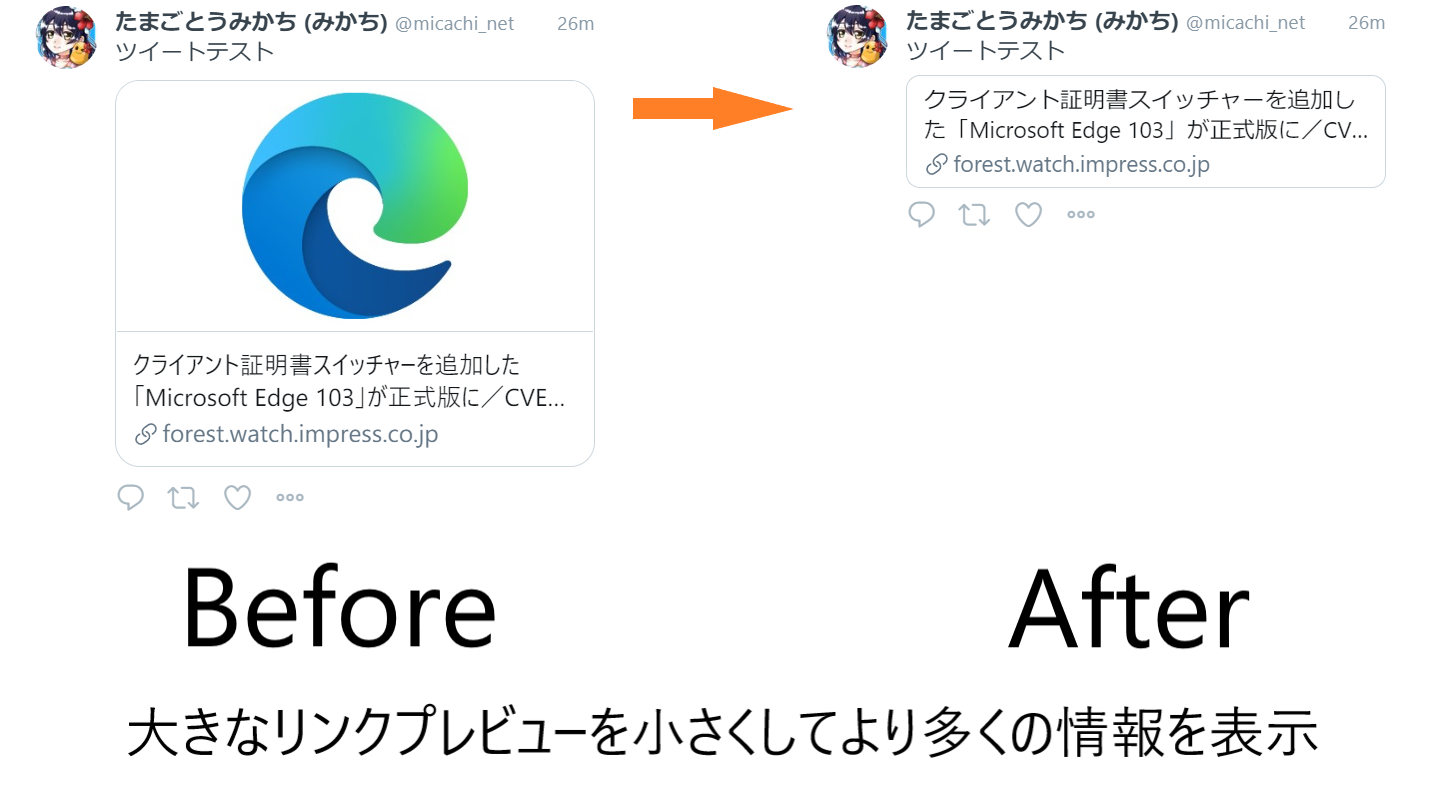 たまごとうみかち (みかち) @micachi_net 26m
ツイートテスト
クライアント証明書スイッチャーを追加した
「Microsoft Edge 103」が正式版に／CVE…
forest.watch.impress.co.jp
たまごとうみかち (みかち) @micachi_net 26m
ツイートテスト
クライアント証明書スイッチャーを追加し
た「Microsoft Edge 103」が正式版に／CV…
forest.watch.impress.co.jp
Before
After
大きなリンクプレビューを小さくしてより多くの情報を表示